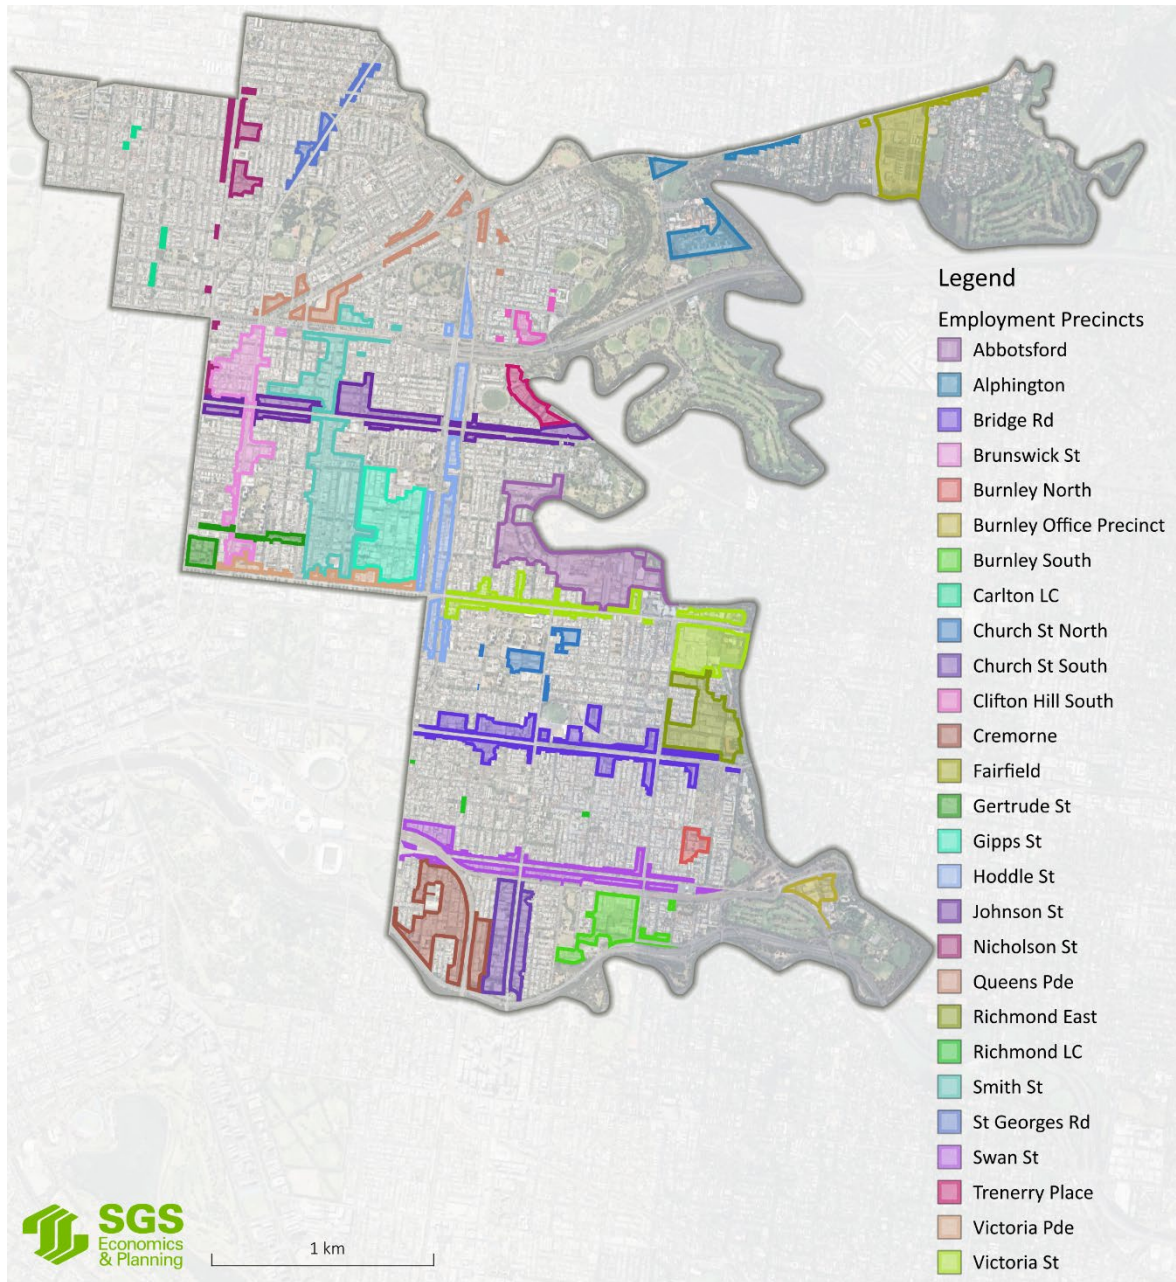 Legend
Employment Precincts
Abbotsford
Alphington
Bridge Rd
Brunswick St
Burnley North
Burnley Office Precinct
Burnley South
Carlton LC
Church St North
Church St South
Clifton Hill South
Cremorne
Fairfield
Gertrude St
Gipps St
Hoddle St
Johnson St
Nicholson St
Queens Pde
Richmond East
Richmond LC
Smith St
St Georges Rd
Swan St
Trenerry Place
Victoria Pde
Victoria St
SGS
Economics
& Planning
1 km